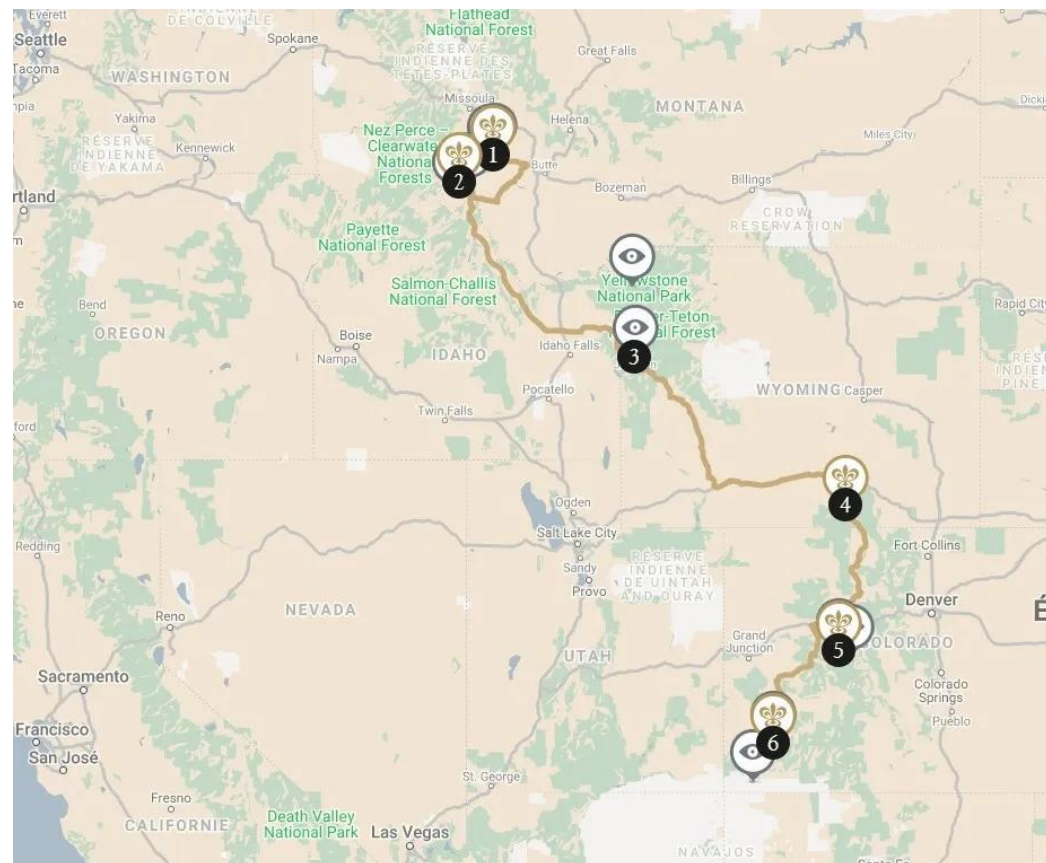 Everett
INDIENNE
DE COLVILLE
Flathead
National Forest
Seattle
Spokane
RÉSERVE
INDIENNE DES
TÊTES-PLATES
Great Falls
Tacoma
WASHINGTON
Missoula
MONTANA
Yakima
Helena
Miles City
RÉSERVE
INDIENNE
DE YAKAMA
Kennewick
Nez Perce –
Clearwater
National
Forests
1
Butte
2
Bozeman
Billings
CROW
RESERVATION
Payette
National Forest
Salmon-Challis
National Forest
Yellowstone
National Park
Bend
OREGON
Boise
Nampa
IDAHO
Idaho Falls
3
Rapid City
Pocatello
WYOMING
Casper
Twin Falls
4
Ogden
Salt Lake City
Redding
Sandy
Provo
RÉSERVE
INDIENNE
DE UINTAH
AND OURAY
Fort Collins
Reno
NEVADA
Denver
Grand
Junction
5
UTAH
Sacramento
Colorado
Springs
Pueblo
Francisco
San José
6
St. George
Fresno
CALIFORNIE
Death Valley
National Park
Las Vegas
NAVAJOS